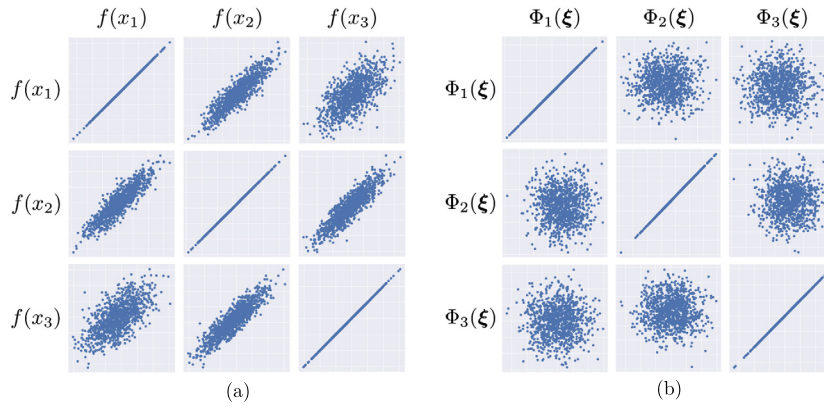 f(x₁) f(x₂) f(x₃)
f(x₁)
f(x₂)
f(x₃)
(a)
Φ₁(ξ) Φ₂(ξ) Φ₃(ξ)
Φ₁(ξ)
Φ₂(ξ)
Φ₃(ξ)
(b)